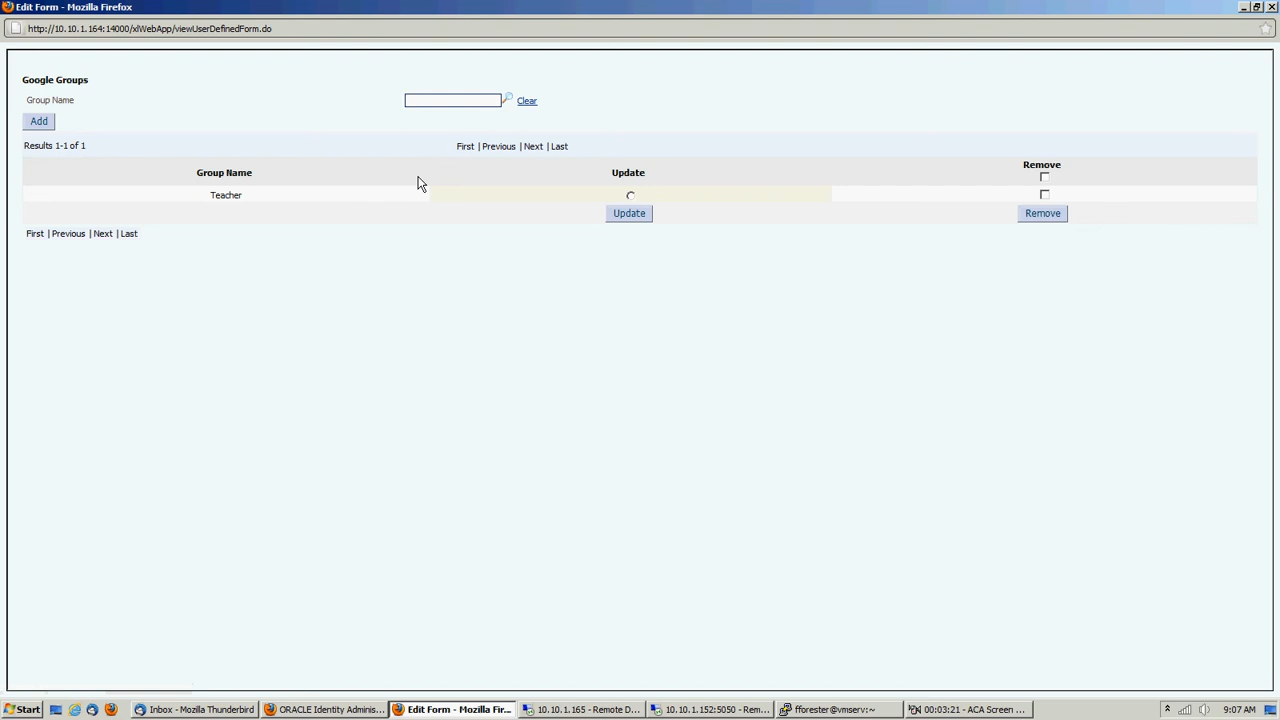 Edit Form - Mozilla Firefox
http://10.10.1.164:14000/xlWebApp/viewUserDefinedForm.do
Google Groups
Group Name
Clear
Add
Results 1-1 of 1
First | Previous | Next | Last
Group Name Update Remove
Teacher
Update Remove
First | Previous | Next | Last
Start Inbox - Mozilla Thunderbird ORACLE Identity Adminis... Edit Form - Mozilla Fir... 10.10.1.165 - Remote D... 10.10.1.152:5050 - Rem... fforester@vmserv:~ 00:03:21 - ACA Screen ... 9:07 AM